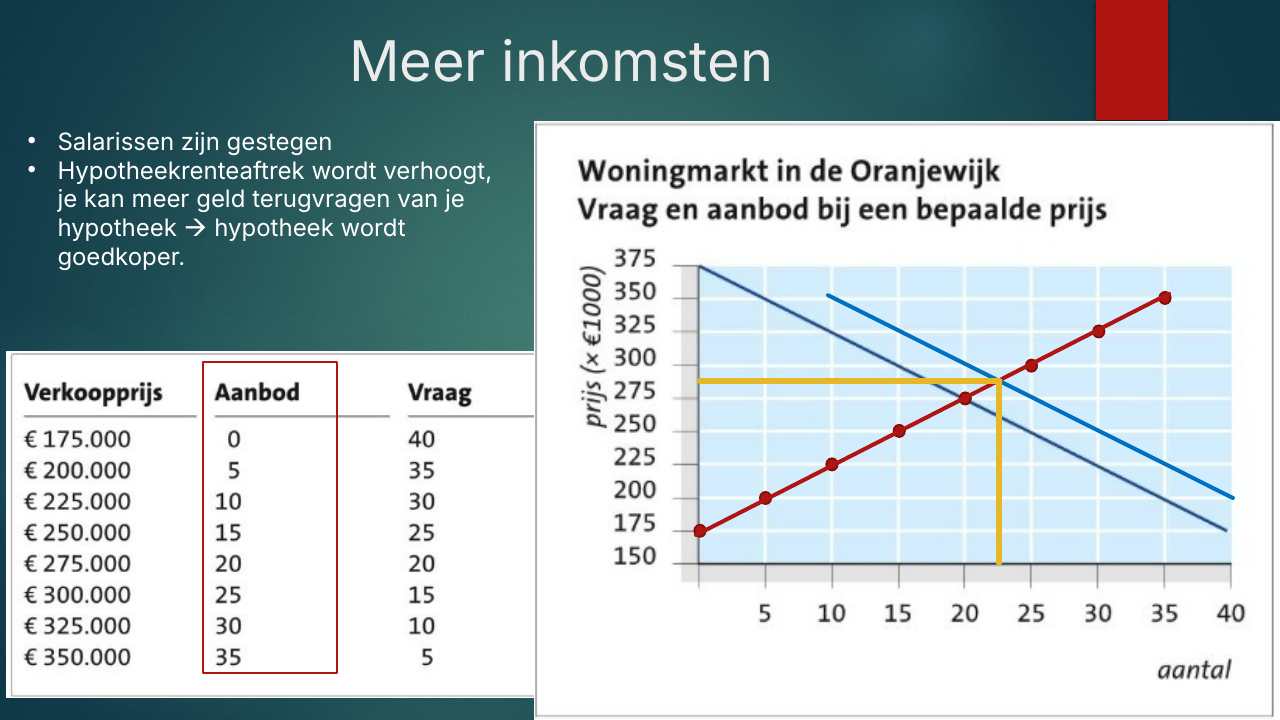 Meer inkomsten
• Salarissen zijn gestegen
• Hypotheekrenteaftrek wordt verhoogt,
je kan meer geld terugvragen van je
hypotheek → hypotheek wordt
goedkoper.
Verkoopprijs Aanbod Vraag
€ 175.000 0 40
€ 200.000 5 35
€ 225.000 10 30
€ 250.000 15 25
€ 275.000 20 20
€ 300.000 25 15
€ 325.000 30 10
€ 350.000 35 5
Woningmarkt in de Oranjewijk
Vraag en aanbod bij een bepaalde prijs
prijs (× €1000)
375
350
325
300
275
250
225
200
175
150
5 10 15 20 25 30 35 40
aantal